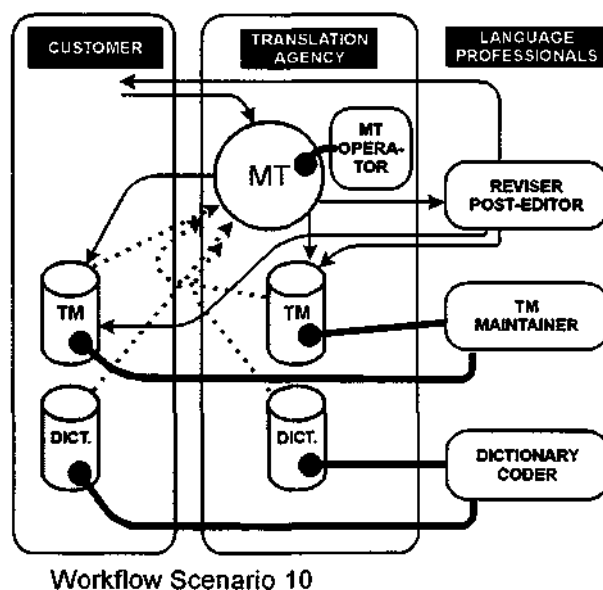 CUSTOMER
TRANSLATION
AGENCY
LANGUAGE
PROFESSIONALS
MT
MT
OPERA-
TOR
REVISER
POST-EDITOR
TM
TM
TM
MAINTAINER
DICT.
DICT.
DICTIONARY
CODER
Workflow Scenario 10